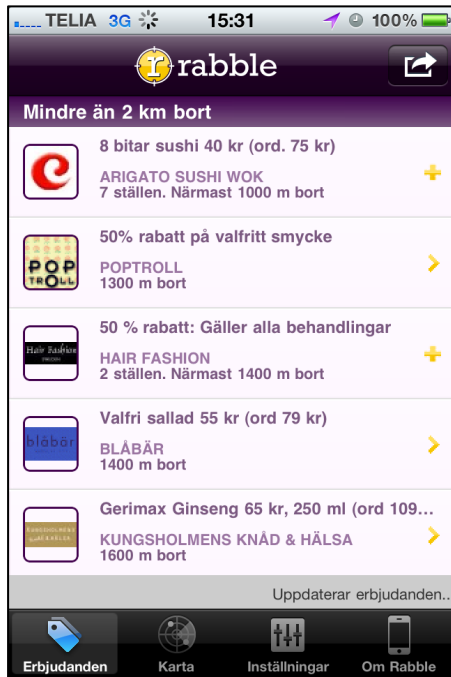 TELIA 3G 15:31 100%
rabble
Mindre än 2 km bort
8 bitar sushi 40 kr (ord. 75 kr)
ARIGATO SUSHI WOK
7 ställen. Närmast 1000 m bort
50% rabatt på valfritt smycke
POP
TROLL
POPTROLL
1300 m bort
50 % rabatt: Gäller alla behandlingar
Hair Fashion
HAIR FASHION
2 ställen. Närmast 1400 m bort
Valfri sallad 55 kr (ord 79 kr)
blåbär
BLÅBÄR
1400 m bort
Gerimax Ginseng 65 kr, 250 ml (ord 109...
KUNGSHOLMENS
KUNGSHOLMENS KNÅD & HÄLSA
1600 m bort
Uppdaterar erbjudanden..
Erbjudanden Karta Inställningar Om Rabble